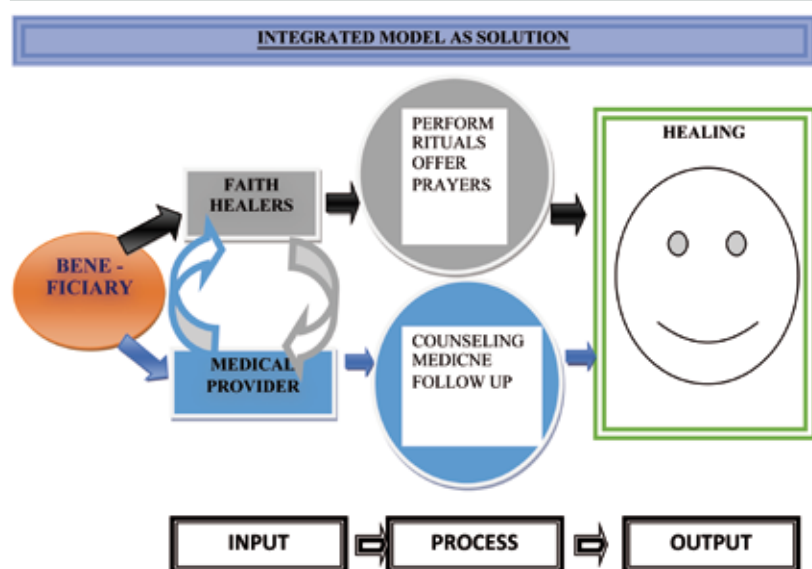 INTEGRATED MODEL AS SOLUTION
BENE -
FICIARY
FAITH
HEALERS
PERFORM
RITUALS
OFFER
PRAYERS
HEALING
MEDICAL
PROVIDER
COUNSELING
MEDICNE
FOLLOW UP
INPUT
PROCESS
OUTPUT